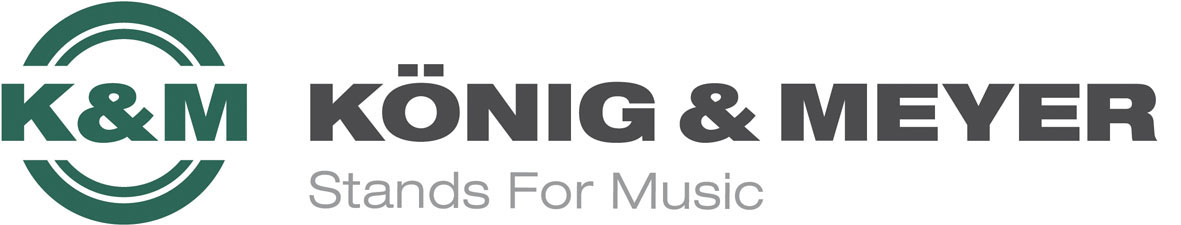 K&M
KÖNIG & MEYER
Stands For Music